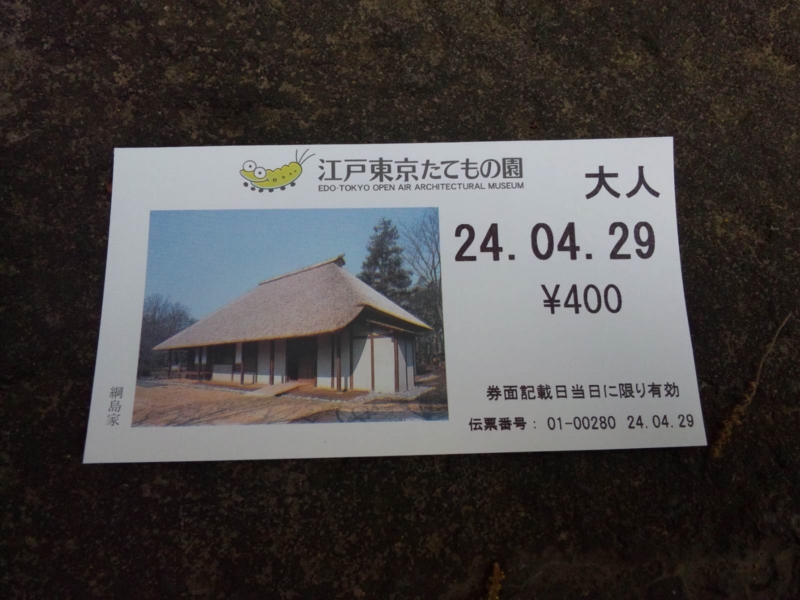 江戸東京たてもの園
EDO-TOKYO OPEN AIR ARCHITECTURAL MUSEUM
大人
24.04.29
¥400
綱島家
券面記載日当日に限り有効
伝票番号: 01-00280 24.04.29